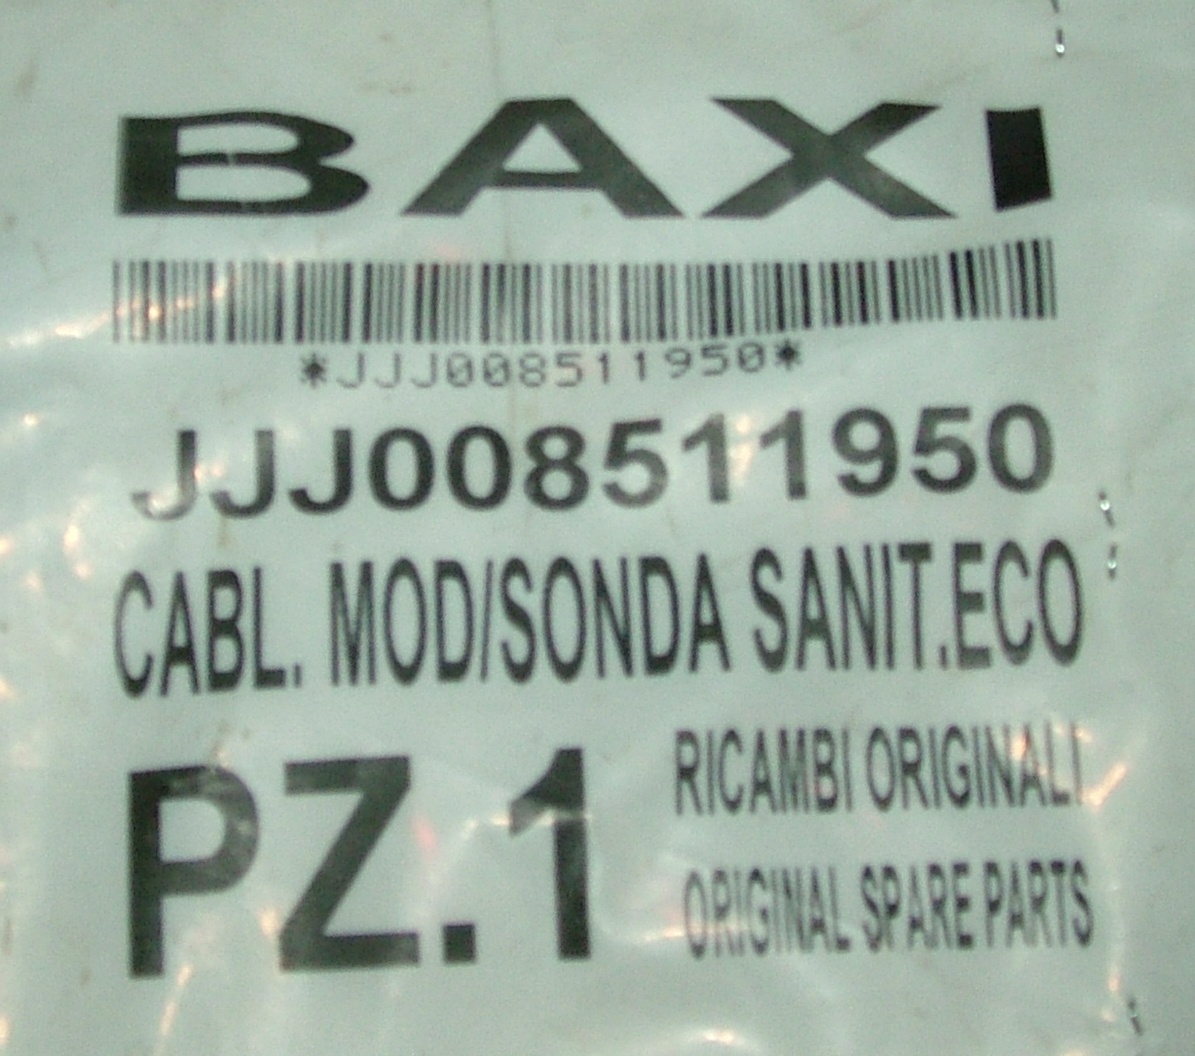 BAXI
*JJJ008511950*
JJJ008511950
CABL. MOD/SONDA SANIT.ECO
PZ.1
RICAMBI ORIGINALI
ORIGINAL SPARE PARTS